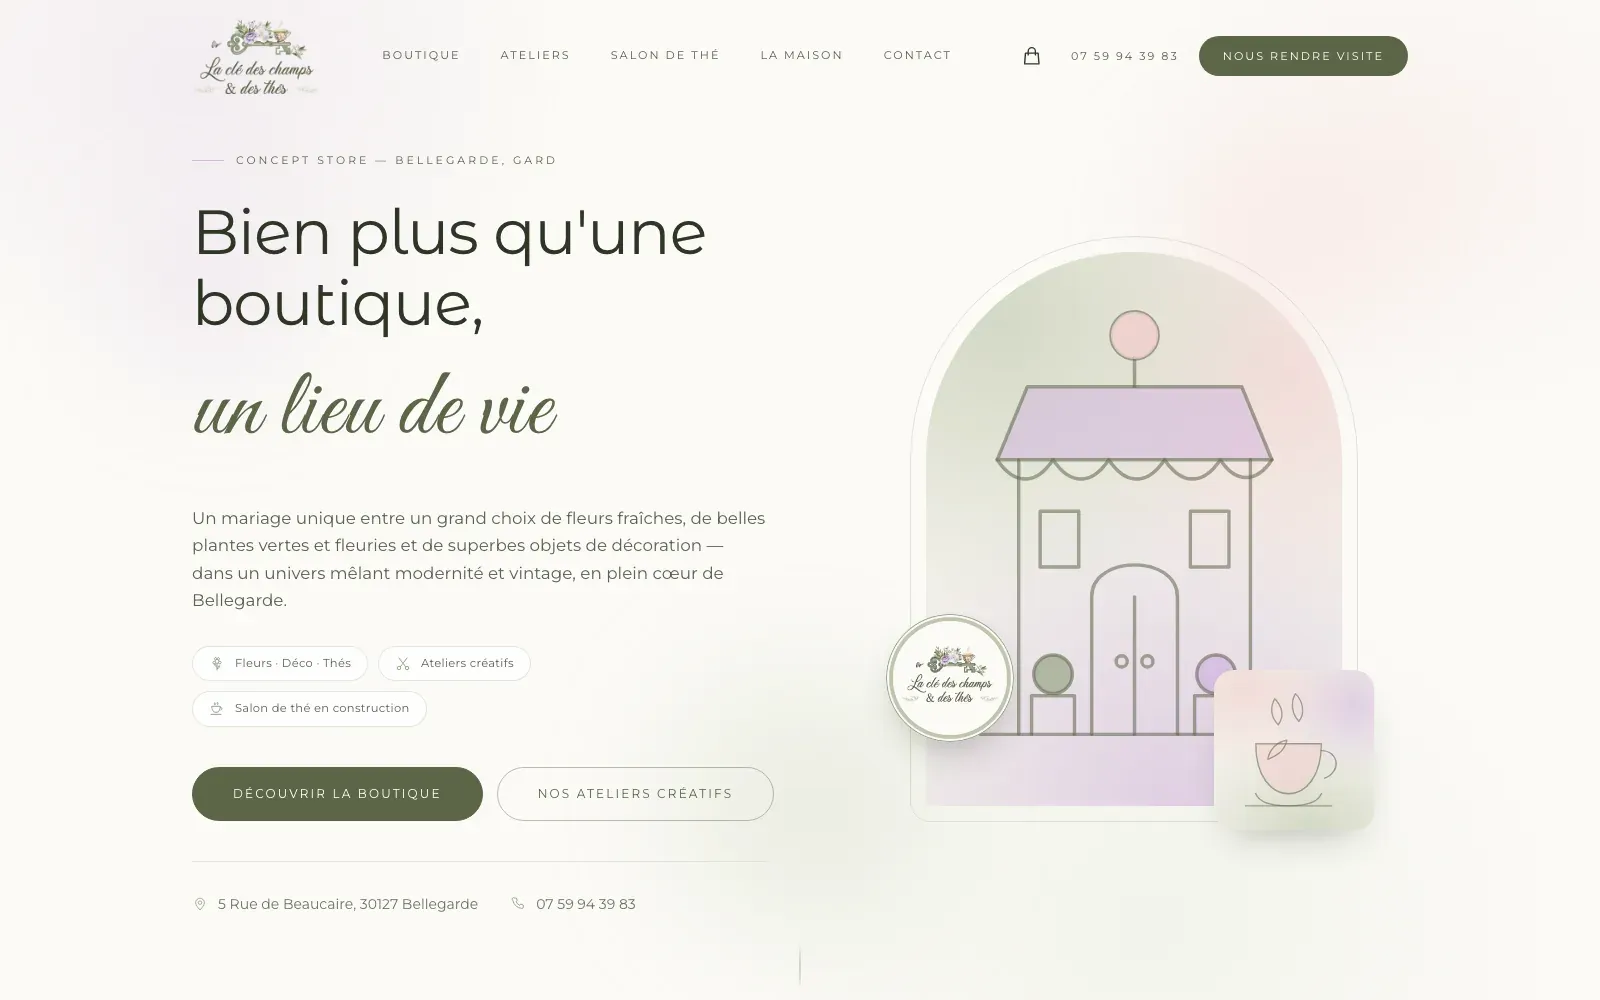 La clé des champs
& des thés
BOUTIQUE
ATELIERS
SALON DE THÉ
LA MAISON
CONTACT
07 59 94 39 83
NOUS RENDRE VISITE
CONCEPT STORE — BELLEGARDE, GARD
Bien plus qu'une
boutique,
un lieu de vie
Un mariage unique entre un grand choix de fleurs fraîches, de belles
plantes vertes et fleuries et de superbes objets de décoration —
dans un univers mêlant modernité et vintage, en plein cœur de
Bellegarde.
Fleurs · Déco · Thés
Ateliers créatifs
Salon de thé en construction
DÉCOUVRIR LA BOUTIQUE
NOS ATELIERS CRÉATIFS
5 Rue de Beaucaire, 30127 Bellegarde
07 59 94 39 83
La clé des champs
& des thés